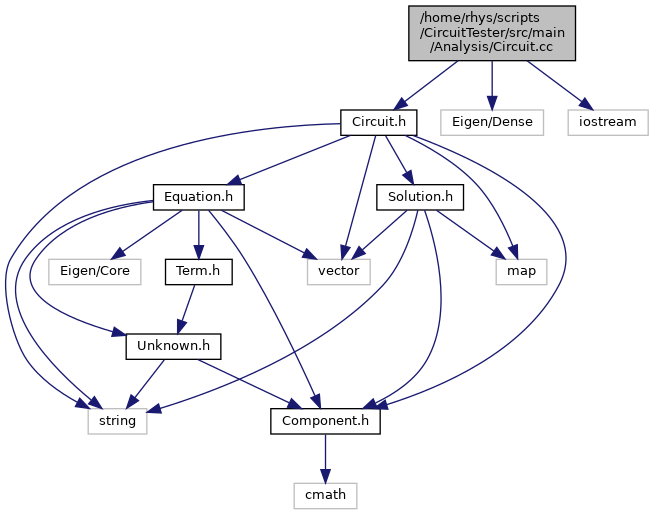 /home/rhys/scripts
/CircuitTester/src/main
/Analysis/Circuit.cc
Circuit.h
Eigen/Dense
iostream
Equation.h
Solution.h
Eigen/Core
Term.h
vector
map
Unknown.h
string
Component.h
cmath